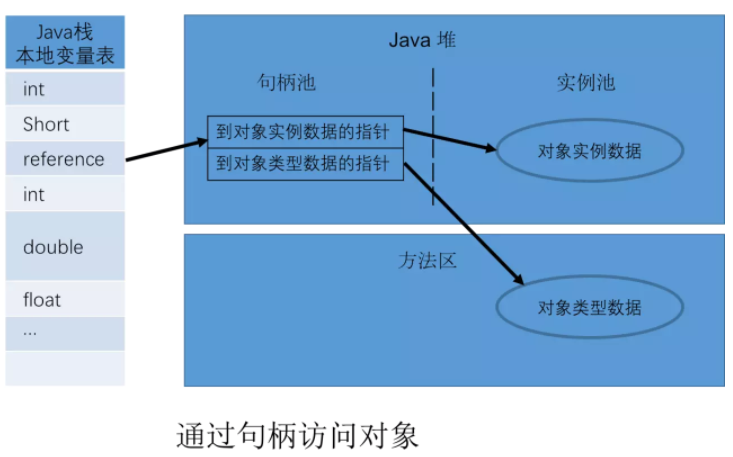 Java栈
本地变量表
int
Short
reference
int
double
float
...
Java 堆
句柄池
实例池
到对象实例数据的指针
到对象类型数据的指针
对象实例数据
方法区
对象类型数据
通过句柄访问对象